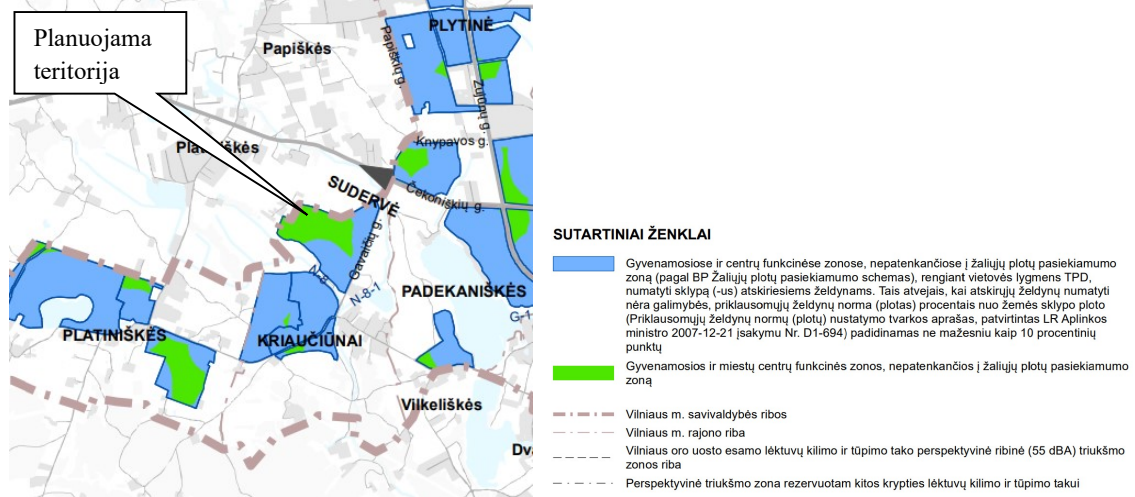 Planuojama
teritorija
Papiškės
PLYTINĖ
Papiškių g.
Zujūnų g.
Knypavos g.
SUDERVĖ
Čekoniškių g.
Gavaičių g.
N-8
N-8-1
PADEKANIŠKĖS
G-1
PLATINIŠKĖS
KRIAUČIŪNAI
Vilkeliškės
SUTARTINIAI ŽENKLAI
Gyvenamosiose ir centrų funkcinėse zonose, nepatenkančiose į žaliųjų plotų pasiekiamumo
zoną (pagal BP Žaliųjų plotų pasiekiamumo schemas), rengiant vietovės lygmens TPD,
numatyti sklypą (-us) atskiriesiems želdynams. Tais atvejais, kai atskirųjų želdynų numatyti
nėra galimybės, priklausomųjų želdynų norma (plotas) procentais nuo žemės sklypo ploto
(Priklausomųjų želdynų normų (plotų) nustatymo tvarkos aprašas, patvirtintas LR Aplinkos
ministro 2007-12-21 įsakymu Nr. D1-694) padidinamas ne mažesniu kaip 10 procentinių
punktų
Gyvenamosios ir miestų centrų funkcinės zonos, nepatenkančios į žaliųjų plotų pasiekiamumo
zoną
Vilniaus m. savivaldybės ribos
Vilniaus m. rajono riba
Vilniaus oro uosto esamo lėktuvų kilimo ir tūpimo tako perspektyvinė ribinė (55 dBA) triukšmo
zonos riba
Perspektyvinė triukšmo zona rezervuotam kitos krypties lėktuvų kilimo ir tūpimo takui